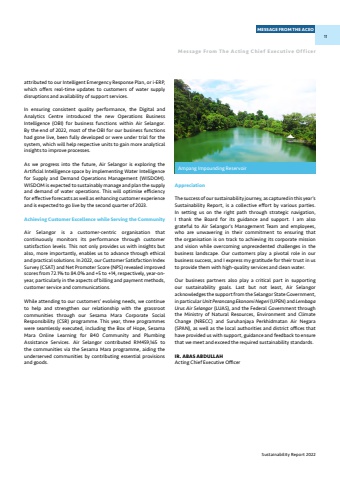 MESSAGE FROM THE ACEO
11
Message From The Acting Chief Executive Officer
attributed to our Intelligent Emergency Response Plan, or i-ERP,
which offers real-time updates to customers of water supply
disruptions and availability of support services.
In ensuring consistent quality performance, the Digital and
Analytics Centre introduced the new Operations Business
Intelligence (OBI) for business functions within Air Selangor.
By the end of 2022, most of the OBI for our business functions
had gone live, been fully developed or were under trial for the
system, which will help respective units to gain more analytical
insights to improve processes.
As we progress into the future, Air Selangor is exploring the
Artificial Intelligence space by implementing Water Intelligence
for Supply and Demand Operations Management (WISDOM).
WISDOM is expected to sustainably manage and plan the supply
and demand of water operations. This will optimise efficiency
for effective forecasts as well as enhancing customer experience
and is expected to go live by the second quarter of 2023.
Achieving Customer Excellence while Serving the Community
Air Selangor is a customer-centric organisation that
continuously monitors its performance through customer
satisfaction levels. This not only provides us with insights but
also, more importantly, enables us to advance through ethical
and practical solutions. In 2022, our Customer Satisfaction Index
Survey (CSAT) and Net Promoter Score (NPS) revealed improved
scores from 72.1% to 84.0% and +5 to +19, respectively, year-on-
year, particularly in the aspects of billing and payment methods,
customer service and communications.
While attending to our customers' evolving needs, we continue
to help and strengthen our relationship with the grassroot
communities through our Sesama Mara Corporate Social
Responsibility (CSR) programme. This year, three programmes
were seamlessly executed, including the Box of Hope, Sesama
Mara Online Learning for B40 Community and Plumbing
Assistance Services. Air Selangor contributed RM459,165 to
the communities via the Sesama Mara programme, aiding the
underserved communities by contributing essential provisions
and goods.
Ampang Impounding Reservoir
Appreciation
The success of our sustainability journey, as captured in this year's
Sustainability Report, is a collective effort by various parties.
In setting us on the right path through strategic navigation,
I thank the Board for its guidance and support. I am also
grateful to Air Selangor's Management Team and employees,
who are unwavering in their commitment to ensuring that
the organisation is on track to achieving its corporate mission
and vision while overcoming unprecedented challenges in the
business landscape. Our customers play a pivotal role in our
business success, and I express my gratitude for their trust in us
to provide them with high-quality services and clean water.
Our business partners also play a critical part in supporting
our sustainability goals. Last but not least, Air Selangor
acknowledges the support from the Selangor State Government,
in particular Unit Perancang Ekonomi Negeri (UPEN) and Lembaga
Urus Air Selangor (LUAS), and the Federal Government through
the Ministry of Natural Resources, Environment and Climate
Change (NRECC) and Suruhanjaya Perkhidmatan Air Negara
(SPAN), as well as the local authorities and district offices that
have provided us with support, guidance and feedback to ensure
that we meet and exceed the required sustainability standards.
IR. ABAS ABDULLAH
Acting Chief Executive Officer
Sustainability Report 2022